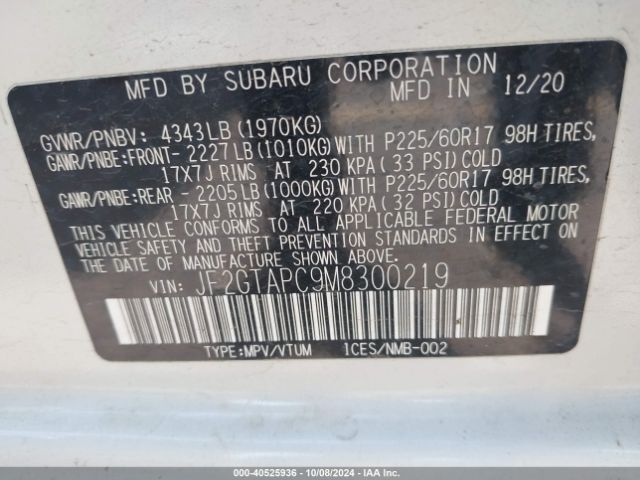 MFD BY SUBARU CORPORATION
MFD IN 12/20
GVWR/PNBV: 4343LB(1970KG)
GAWR/PNBE:FRONT- 2227LB(1010KG)WITH P225/60R17 98H TIRES,
17X7J RIMS AT 230 KPA(33 PSI)COLD
GAWR/PNBE:REAR - 2205LB(1000KG)WITH P225/60R17 98H TIRES,
17X7J RIMS AT 220 KPA(32 PSI)COLD
THIS VEHICLE CONFORMS TO ALL APPLICABLE FEDERAL MOTOR
VEHICLE SAFETY AND THEFT PREVENTION STANDARDS IN EFFECT
ON THE DATE OF MANUFACTURE SHOWN ABOVE.
VIN: JF2GTAPC9M8300219
TYPE:MPV/VTUM ICES/NMB-002
000-40525936 - 10/08/2024 - IAA Inc.